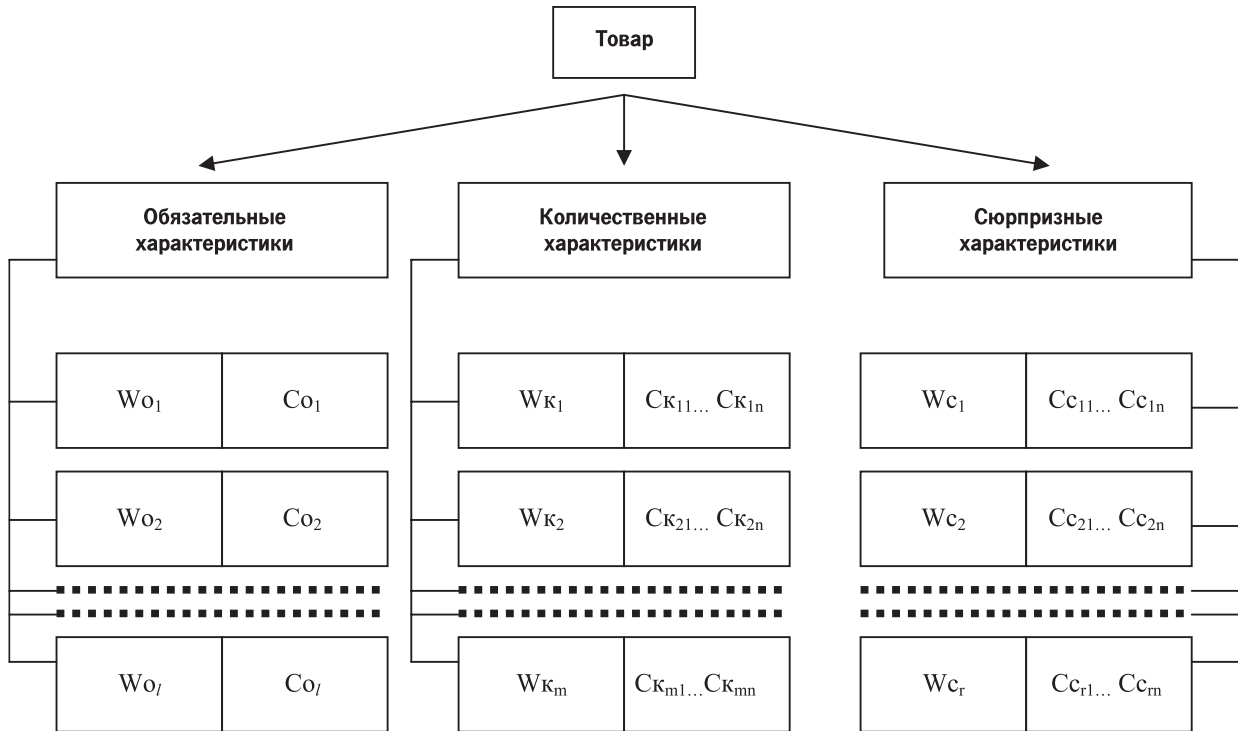 Товар
Обязательные
характеристики
Количественные
характеристики
Сюрпризные
характеристики
Wo₁ Co₁ Wк₁ Cк₁₁... Cк₁ₙ Wc₁ Cc₁₁... Cc₁ₙ
Wo₂ Co₂ Wк₂ Cк₂₁... Cк₂ₙ Wc₂ Cc₂₁... Cc₂ₙ
Woₗ Coₗ Wкₘ Cкₘ₁...Cкₘₙ Wcᵣ Ccᵣ₁... Ccᵣₙ